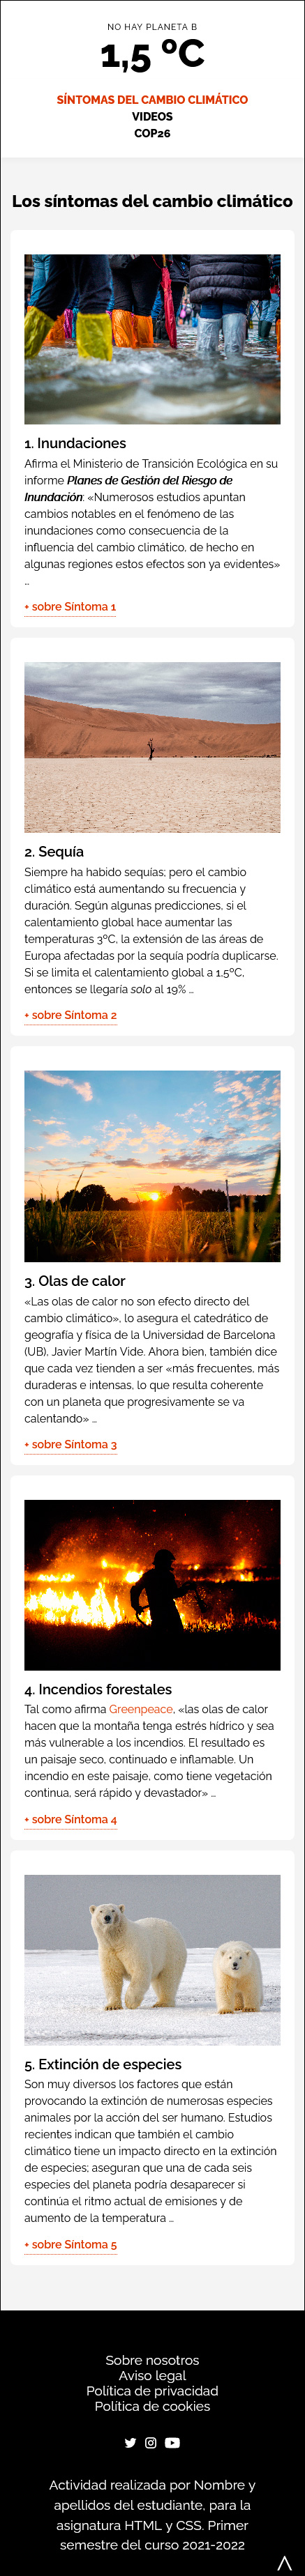 NO HAY PLANETA B
1,5 ºC
SÍNTOMAS DEL CAMBIO CLIMÁTICO
VIDEOS
COP26
Los síntomas del cambio climático
1. Inundaciones
Afirma el Ministerio de Transición Ecológica en su
informe Planes de Gestión del Riesgo de
Inundación: «Numerosos estudios apuntan
cambios notables en el fenómeno de las
inundaciones como consecuencia de la
influencia del cambio climático, de hecho en
algunas regiones estos efectos son ya evidentes»
...
+ sobre Síntoma 1
2. Sequía
Siempre ha habido sequías; pero el cambio
climático está aumentando su frecuencia y
duración. Según algunas predicciones, si el
calentamiento global hace aumentar las
temperaturas 3ºC, la extensión de las áreas de
Europa afectadas por la sequía podría duplicarse.
Si se limita el calentamiento global a 1.5ºC,
entonces se llegaría solo al 19% ...
+ sobre Síntoma 2
3. Olas de calor
«Las olas de calor no son efecto directo del
cambio climático», lo asegura el catedrático de
geografía y física de la Universidad de Barcelona
(UB), Javier Martín Vide. Ahora bien, también dice
que cada vez tienden a ser «más frecuentes, más
duraderas e intensas, lo que resulta coherente
con un planeta que progresivamente se va
calentando» ...
+ sobre Síntoma 3
4. Incendios forestales
Tal como afirma Greenpeace, «las olas de calor
hacen que la montaña tenga estrés hídrico y sea
más vulnerable a los incendios. El resultado es
un paisaje seco, continuado e inflamable. Un
incendio en este paisaje, como tiene vegetación
continua, será rápido y devastador» ...
+ sobre Síntoma 4
5. Extinción de especies
Son muy diversos los factores que están
provocando la extinción de numerosas especies
animales por la acción del ser humano. Estudios
recientes indican que también el cambio
climático tiene un impacto directo en la extinción
de especies; aseguran que una de cada seis
especies del planeta podría desaparecer si
continúa el ritmo actual de emisiones y de
aumento de la temperatura ...
+ sobre Síntoma 5
Sobre nosotros
Aviso legal
Política de privacidad
Política de cookies
Actividad realizada por Nombre y
apellidos del estudiante, para la
asignatura HTML y CSS. Primer
semestre del curso 2021-2022